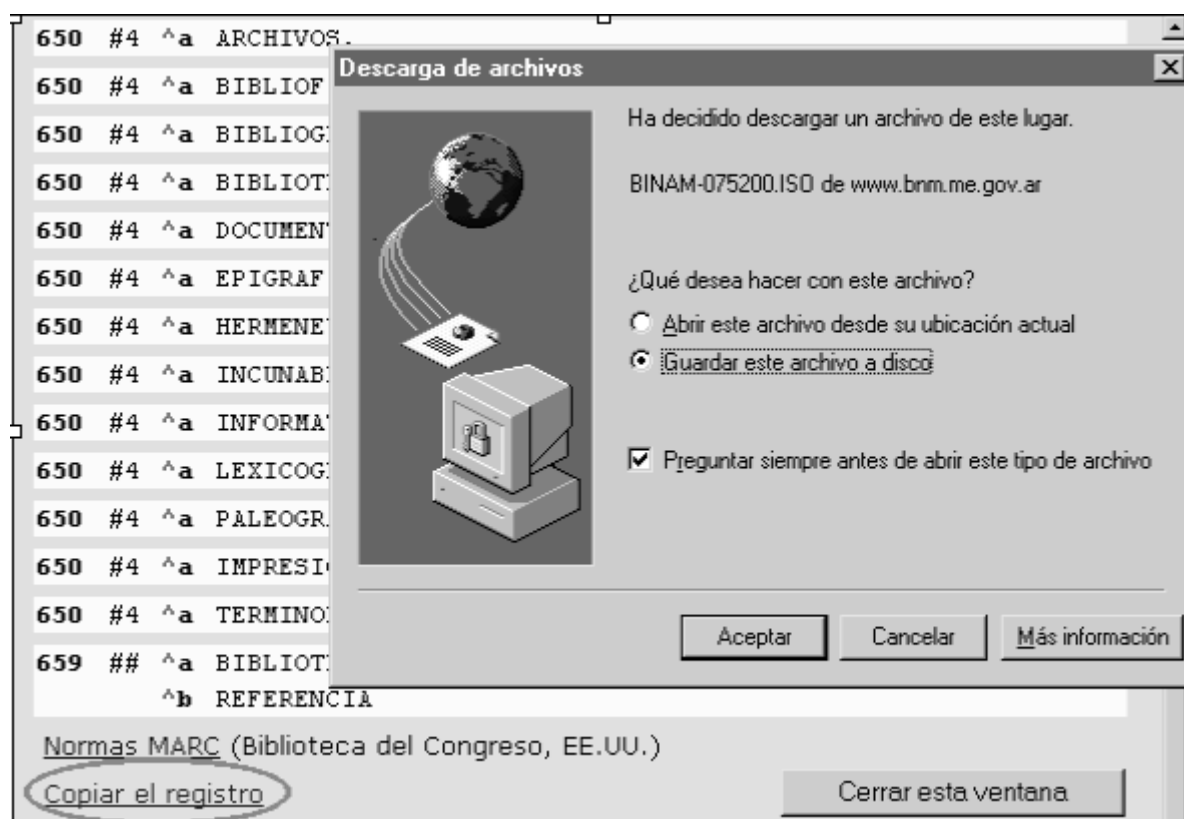 650 #4 ^a ARCHIVOS.
650 #4 ^a BIBLIOF
650 #4 ^a BIBLIOG
650 #4 ^a BIBLIOT
650 #4 ^a DOCUMEN
650 #4 ^a EPIGRAF
650 #4 ^a HERMENE
650 #4 ^a INCUNAB
650 #4 ^a INFORMA
650 #4 ^a LEXICOG
650 #4 ^a PALEOGR
650 #4 ^a IMPRESI
650 #4 ^a TERMINO
659 ## ^a BIBLIOT
^b REFERENCIA
Descarga de archivos
Ha decidido descargar un archivo de este lugar.
BINAM-075200.ISO de www.bnm.me.gov.ar
¿Qué desea hacer con este archivo?
Abrir este archivo desde su ubicación actual
Guardar este archivo a disco
Preguntar siempre antes de abrir este tipo de archivo
Aceptar Cancelar Más información
Normas MARC (Biblioteca del Congreso, EE.UU.)
Copiar el registro
Cerrar esta ventana